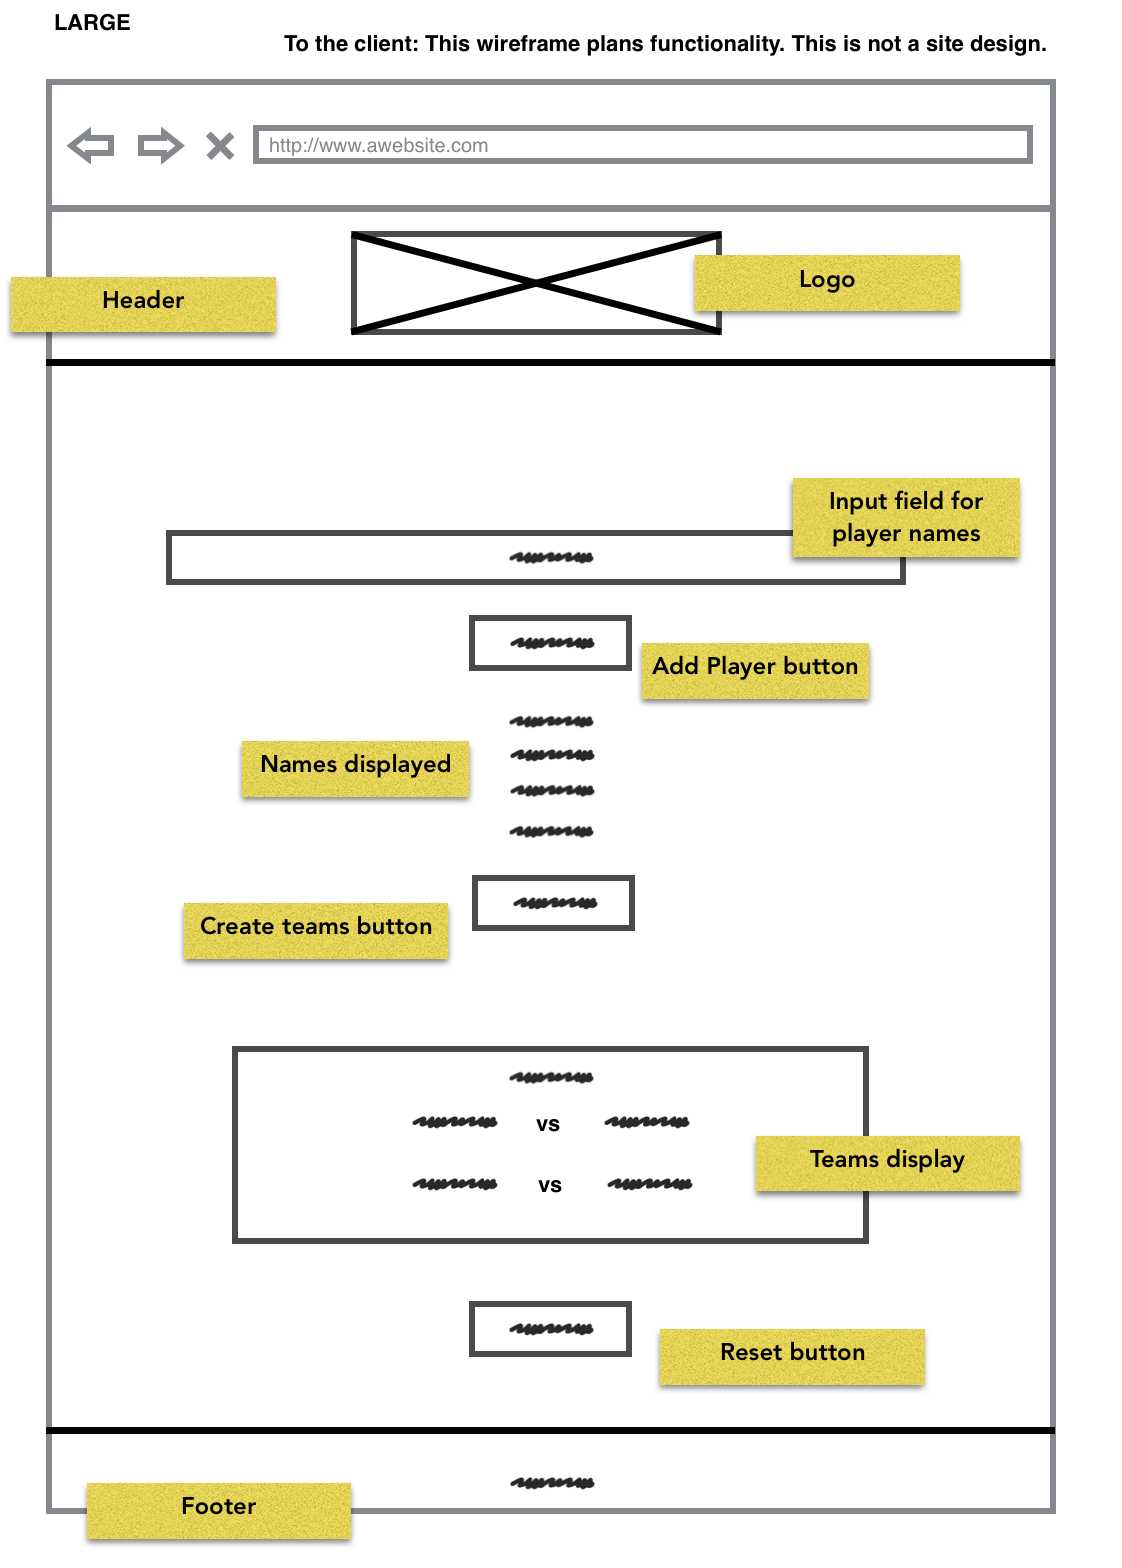 LARGE
To the client: This wireframe plans functionality. This is not a site design.
http://www.awebsite.com
Header
Logo
Input field for
player names
Add Player button
Names displayed
Create teams button
vs
vs
Teams display
Reset button
Footer